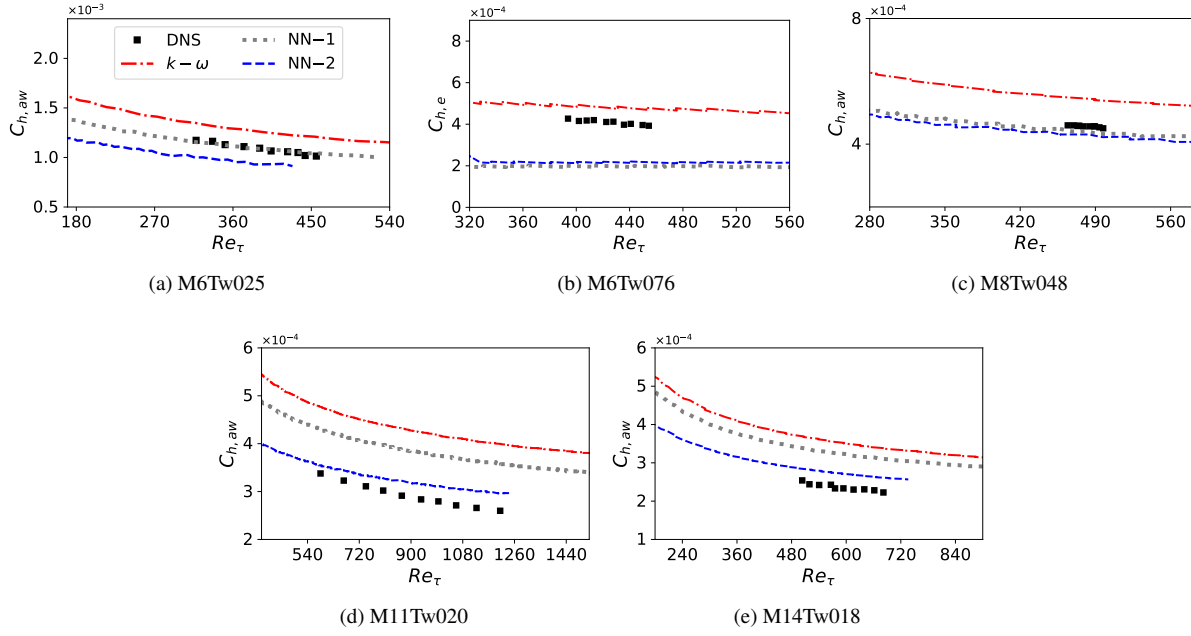 ×10⁻³
2.0
1.5
1.0
0.5
C_{h,aw}
DNS
k − ω
NN−1
NN−2
180 270 360 450 540
Re_τ
(a) M6Tw025
×10⁻⁴
8
6
4
2
0
C_{h,e}
320 360 400 440 480 520 560
Re_τ
(b) M6Tw076
×10⁻⁴
8
4
C_{h,aw}
280 350 420 490 560
Re_τ
(c) M8Tw048
×10⁻⁴
6
5
4
3
2
C_{h,aw}
540 720 900 1080 1260 1440
Re_τ
(d) M11Tw020
×10⁻⁴
6
5
4
3
2
1
C_{h,aw}
240 360 480 600 720 840
Re_τ
(e) M14Tw018